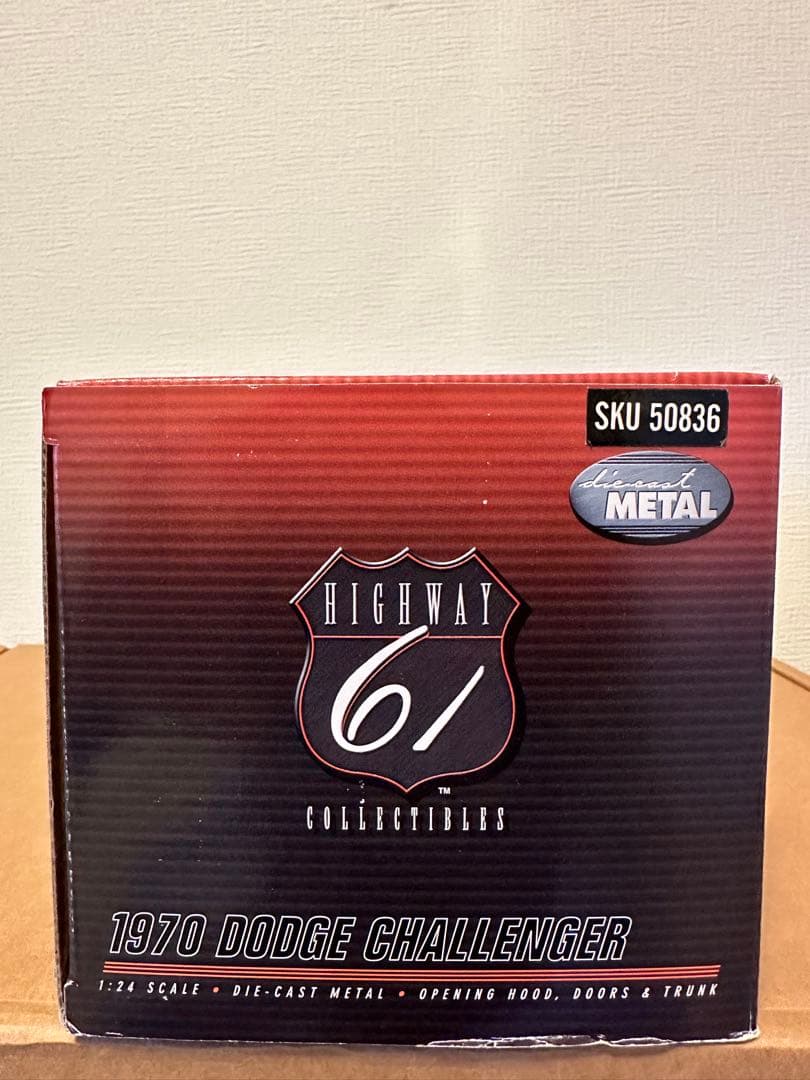 SKU 50836
die-cast
METAL
HIGHWAY
61
™
COLLECTIBLES
1970 DODGE CHALLENGER
1:24 SCALE • DIE-CAST METAL • OPENING HOOD, DOORS & TRUNK